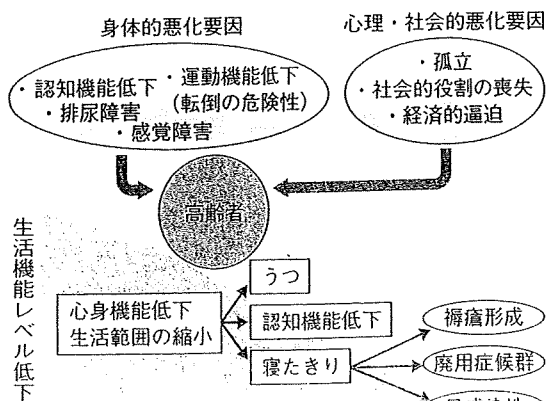 身体的悪化要因
心理・社会的悪化要因
・認知機能低下
・運動機能低下
(転倒の危険性)
・排尿障害
・感覚障害
・孤立
・社会的役割の喪失
・経済的逼迫
高齢者
生活機能レベル低下
心身機能低下
生活範囲の縮小
うつ
認知機能低下
寝たきり
褥瘡形成
廃用症候群